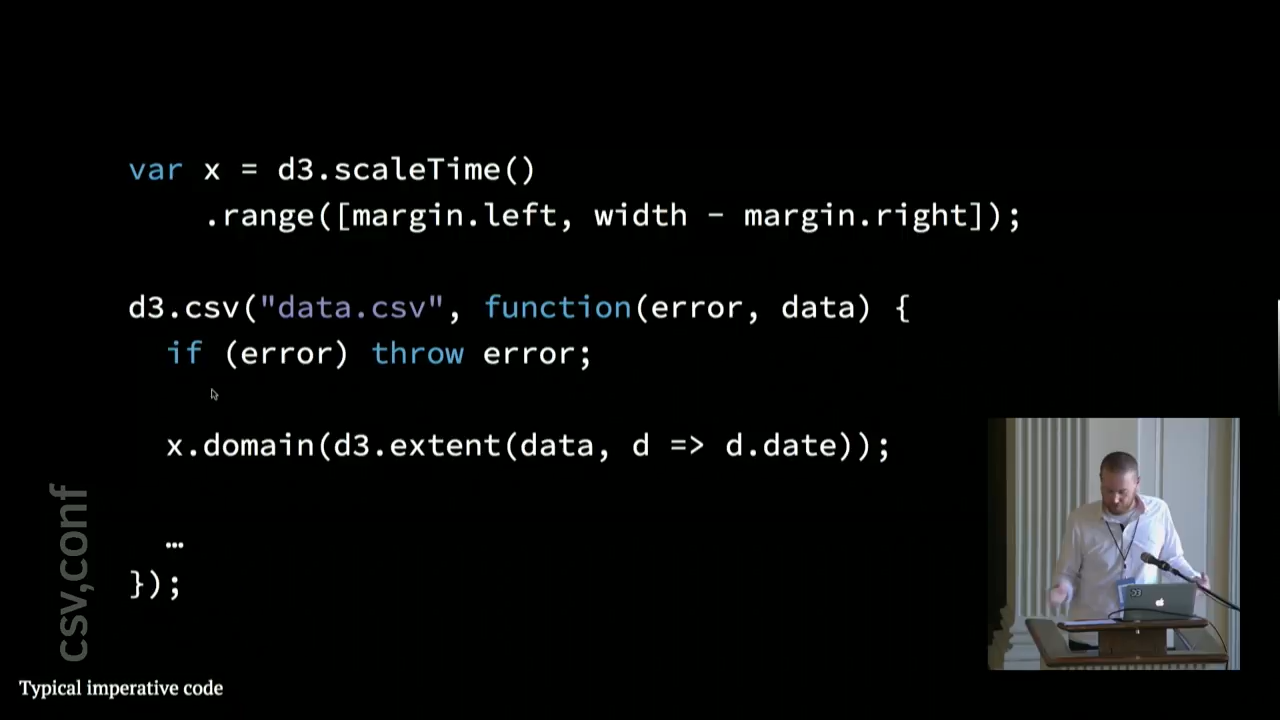 var x = d3.scaleTime()
.range([margin.left, width - margin.right]);
d3.csv("data.csv", function(error, data) {
if (error) throw error;
x.domain(d3.extent(data, d => d.date));
…
});
csv,conf
Typical imperative code